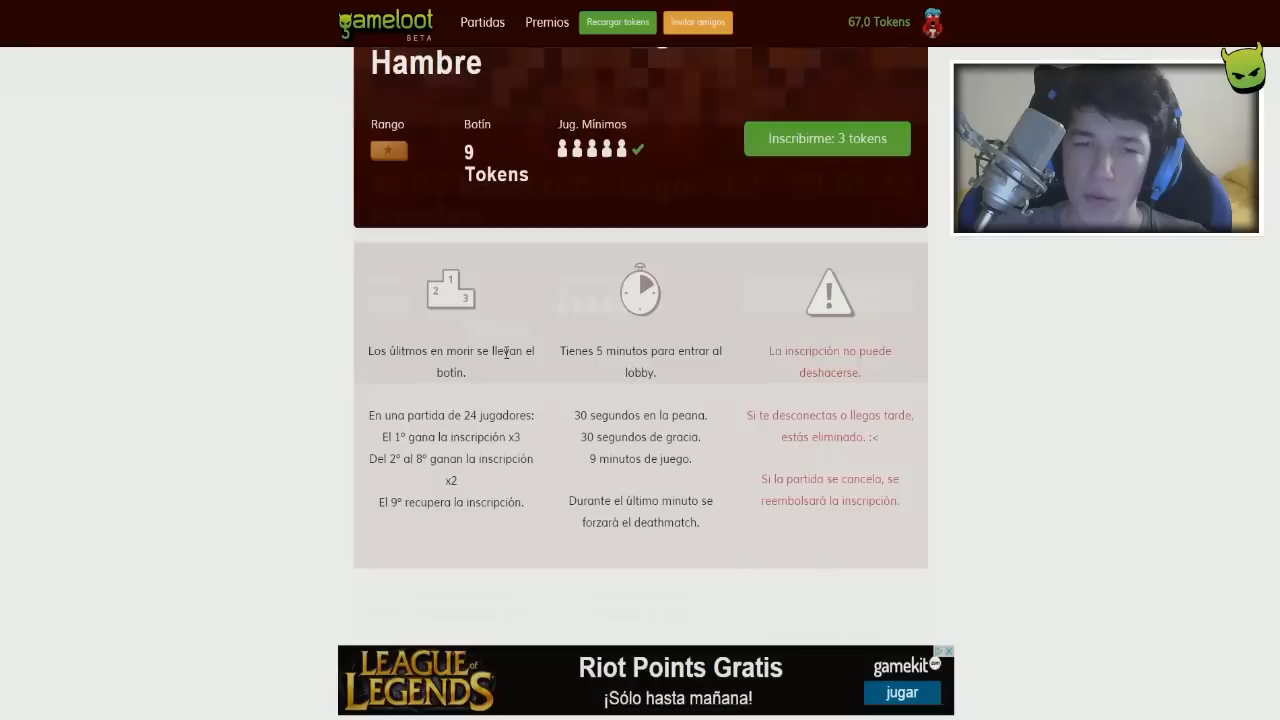 gameloot
BETA
Partidas
Premios
Recargar tokens
Invitar amigos
67,0 Tokens
Hambre
Rango
Botín
Jug. Mínimos
9
Tokens
Inscribirme: 3 tokens
1
2
3
Los úlitmos en morir se llevan el
botín.
En una partida de 24 jugadores:
El 1º gana la inscripción x3
Del 2º al 8º ganan la inscripción
x2
El 9º recupera la inscripción.
Tienes 5 minutos para entrar al
lobby.
30 segundos en la peana.
30 segundos de gracia.
9 minutos de juego.
Durante el último minuto se
forzará el deathmatch.
La inscripción no puede
deshacerse.
Si te desconectas o llegas tarde,
estás eliminado. :<
Si la partida se cancela, se
reembolsará la inscripción.
LEAGUE of
LEGENDS
Riot Points Gratis
¡Sólo hasta mañana!
gamekit.com
jugar